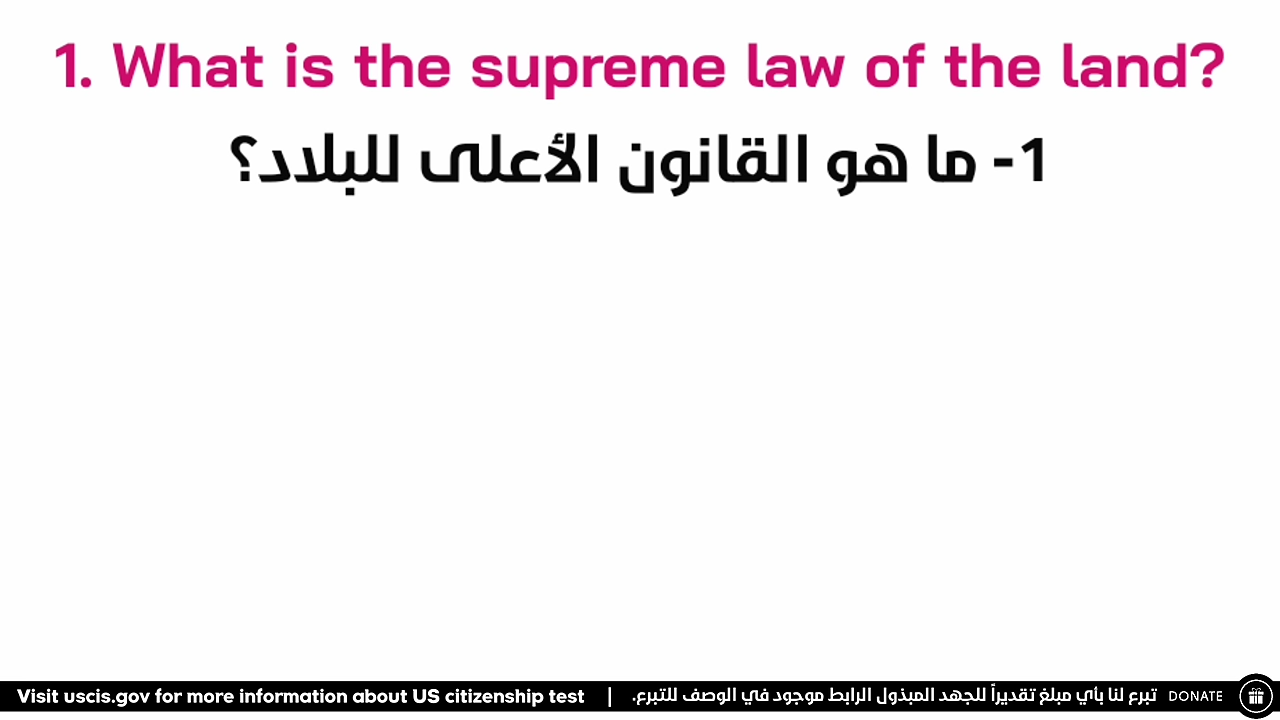 1. What is the supreme law of the land?
1- ما هو القانون الأعلى للبلاد؟
Visit uscis.gov for more information about US citizenship test | تبرع لنا بأي مبلغ تقديراً للجهد المبذول الرابط موجود في الوصف للتبرع. DONATE